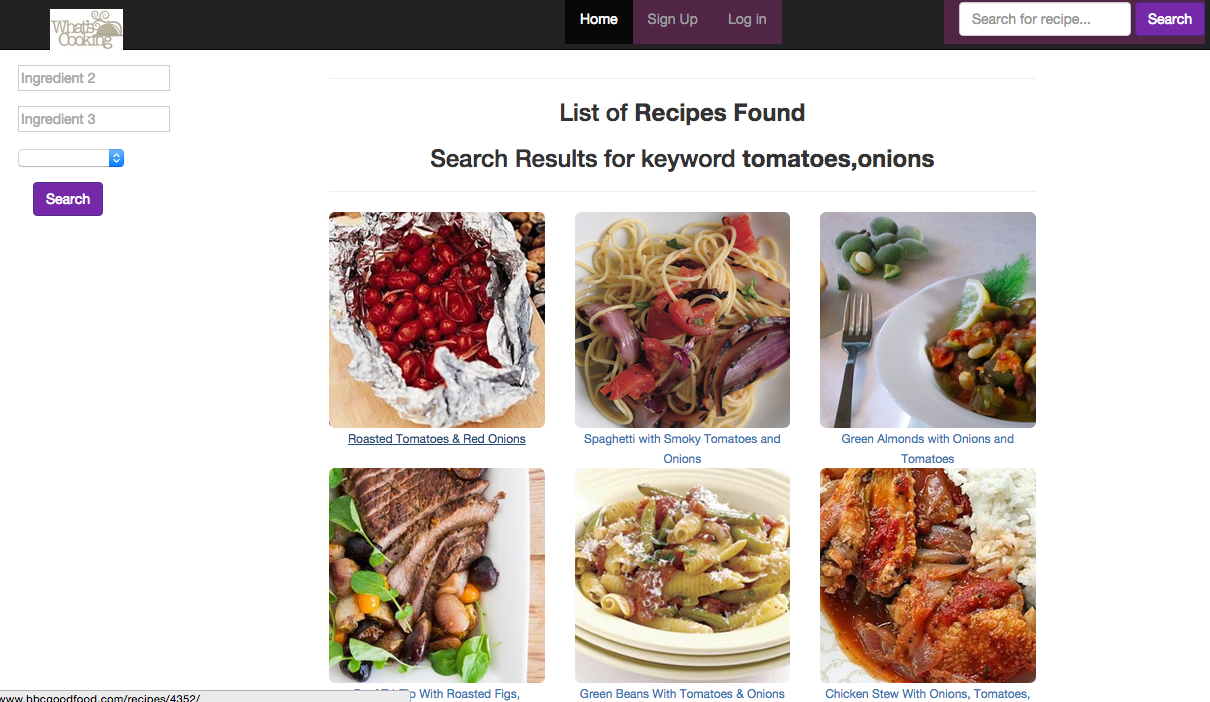 What's
Cooking
Home
Sign Up
Log in
Search for recipe...
Search
Ingredient 2
Ingredient 3
Search
List of Recipes Found
Search Results for keyword tomatoes,onions
Roasted Tomatoes & Red Onions
Spaghetti with Smoky Tomatoes and
Onions
Green Almonds with Onions and
Tomatoes
With Roasted Figs,
Green Beans With Tomatoes & Onions
Chicken Stew With Onions, Tomatoes,
www.bbcgoodfood.com/recipes/4352/